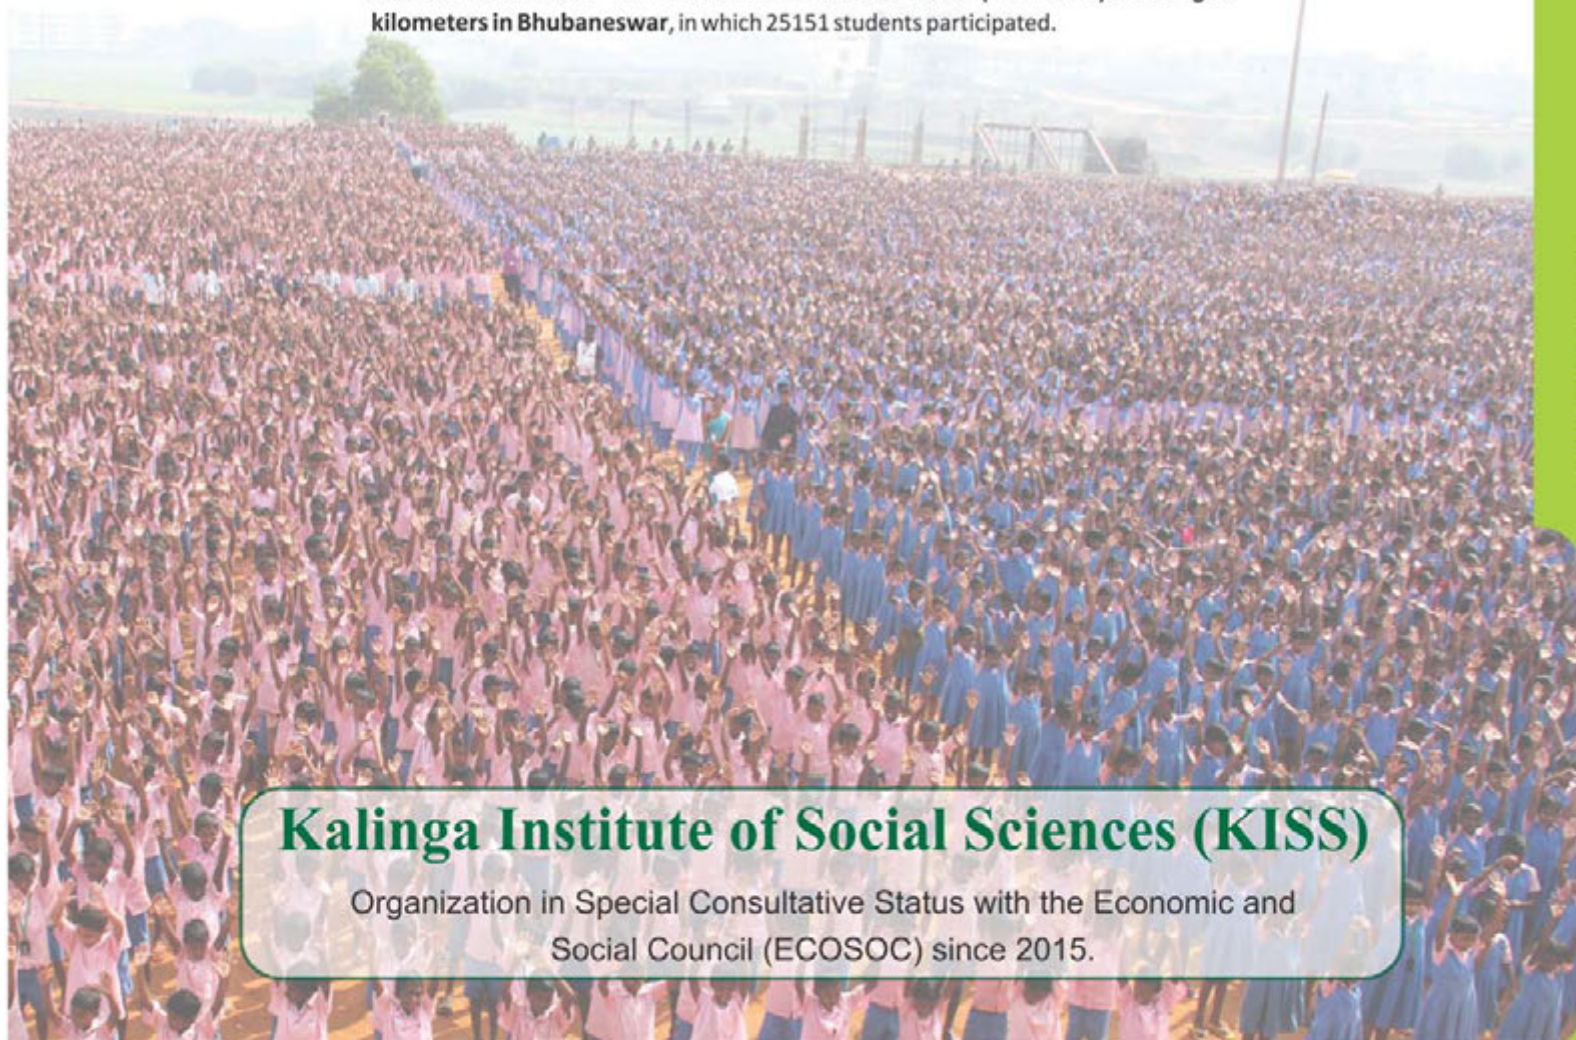 kilometers in Bhubaneswar, in which 25151 students participated.
Kalinga Institute of Social Sciences (KISS)
Organization in Special Consultative Status with the Economic and
Social Council (ECOSOC) since 2015.